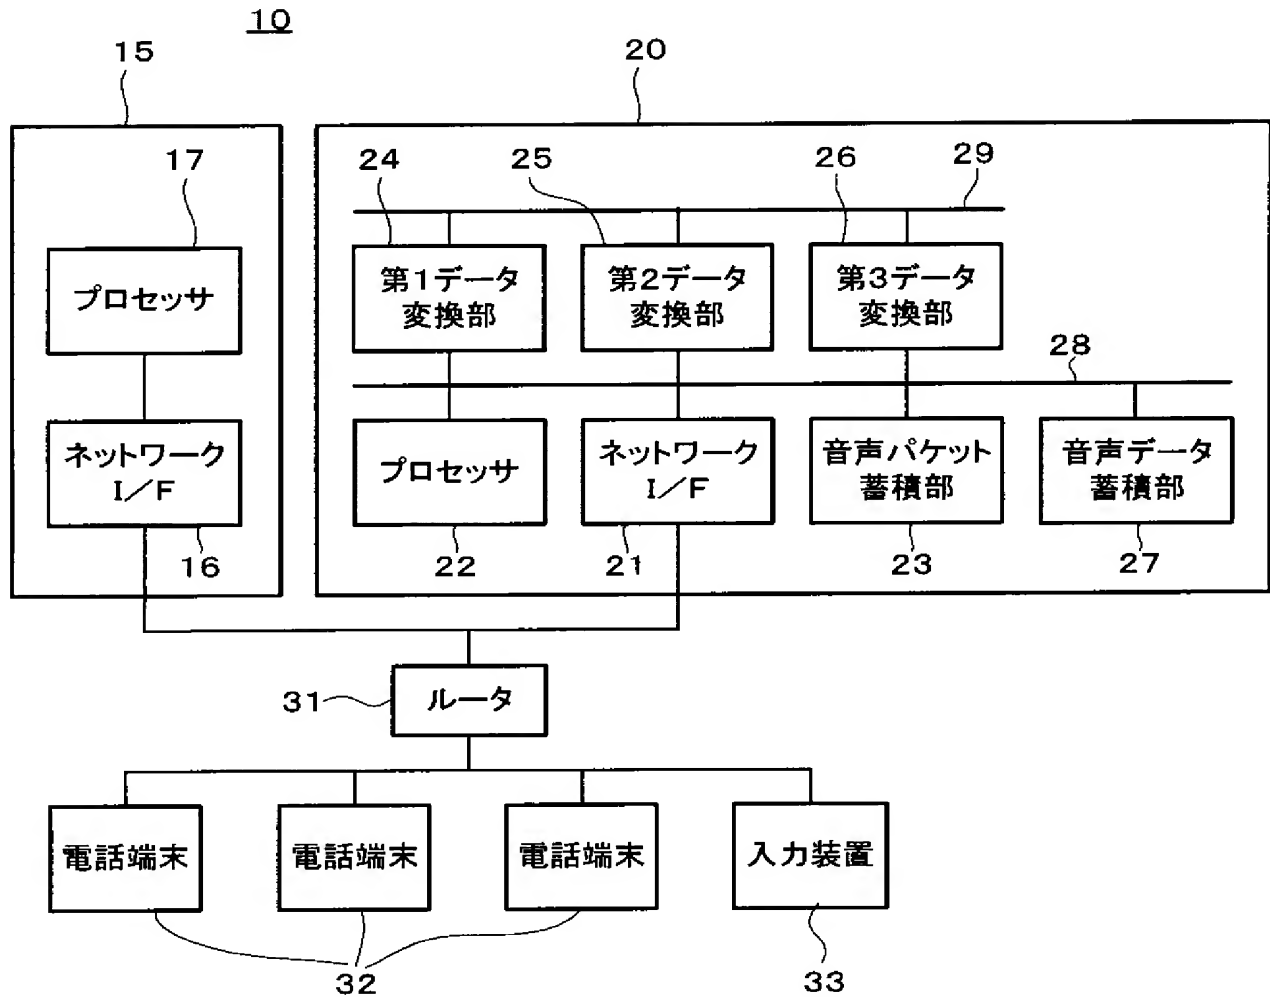 10
15
20
17
24
25
26
29
プロセッサ
第1データ
変換部
第2データ
変換部
第3データ
変換部
28
ネットワーク
I/F
プロセッサ
ネットワーク
I/F
音声パケット
蓄積部
音声データ
蓄積部
16
22
21
23
27
31
ルータ
電話端末
電話端末
電話端末
入力装置
32
33